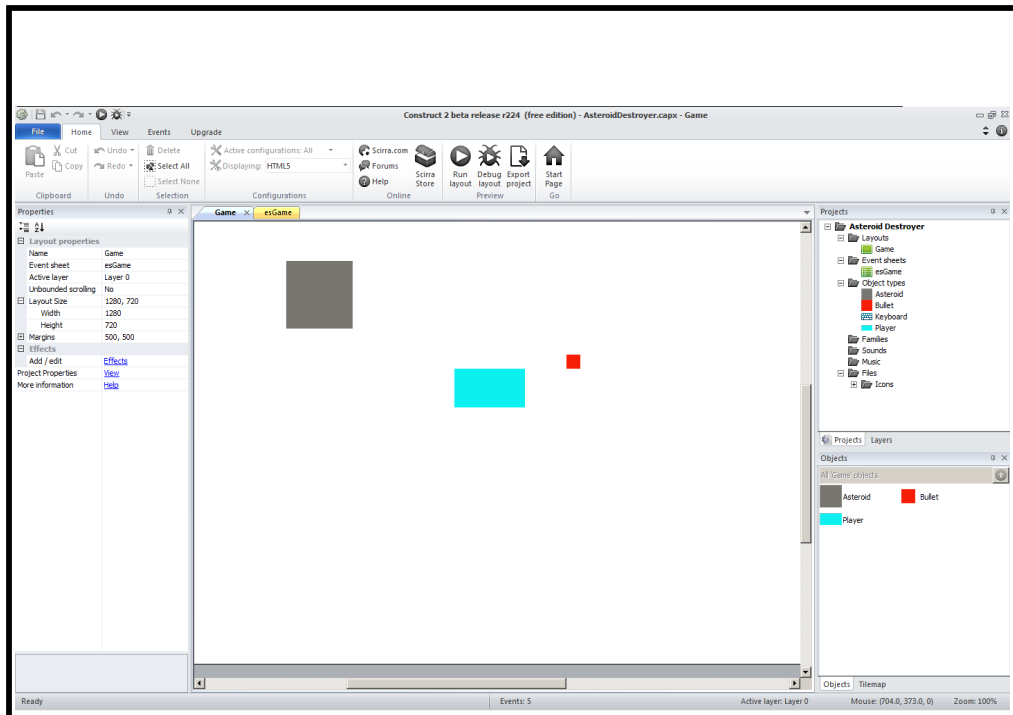 Construct 2 beta release r224 (free edition) - AsteroidDestroyer.capx - Game
File Home View Events Upgrade
Paste
Cut
Copy
Clipboard
Undo
Redo
Undo
Delete
Select All
Select None
Selection
Active configurations: All
Displaying: HTML5
Configurations
Scirra.com
Forums
Help
Scirra Store
Online
Run layout
Debug layout
Export project
Preview
Start Page
Go
Properties
Layout properties
Name Game
Event sheet esGame
Active layer Layer 0
Unbounded scrolling No
Layout Size 1280, 720
Width 1280
Height 720
Margins 500, 500
Effects
Add / edit Effects
Project Properties View
More information Help
Game esGame
Projects
Asteroid Destroyer
Layouts
Game
Event sheets
esGame
Object types
Asteroid
Bullet
Keyboard
Player
Families
Sounds
Music
Files
Icons
Projects Layers
Objects
All 'Game' objects
Asteroid Bullet
Player
Objects Tilemap
Ready Events: 5 Active layer: Layer 0 Mouse: (704.0, 373.0, 0) Zoom: 100%